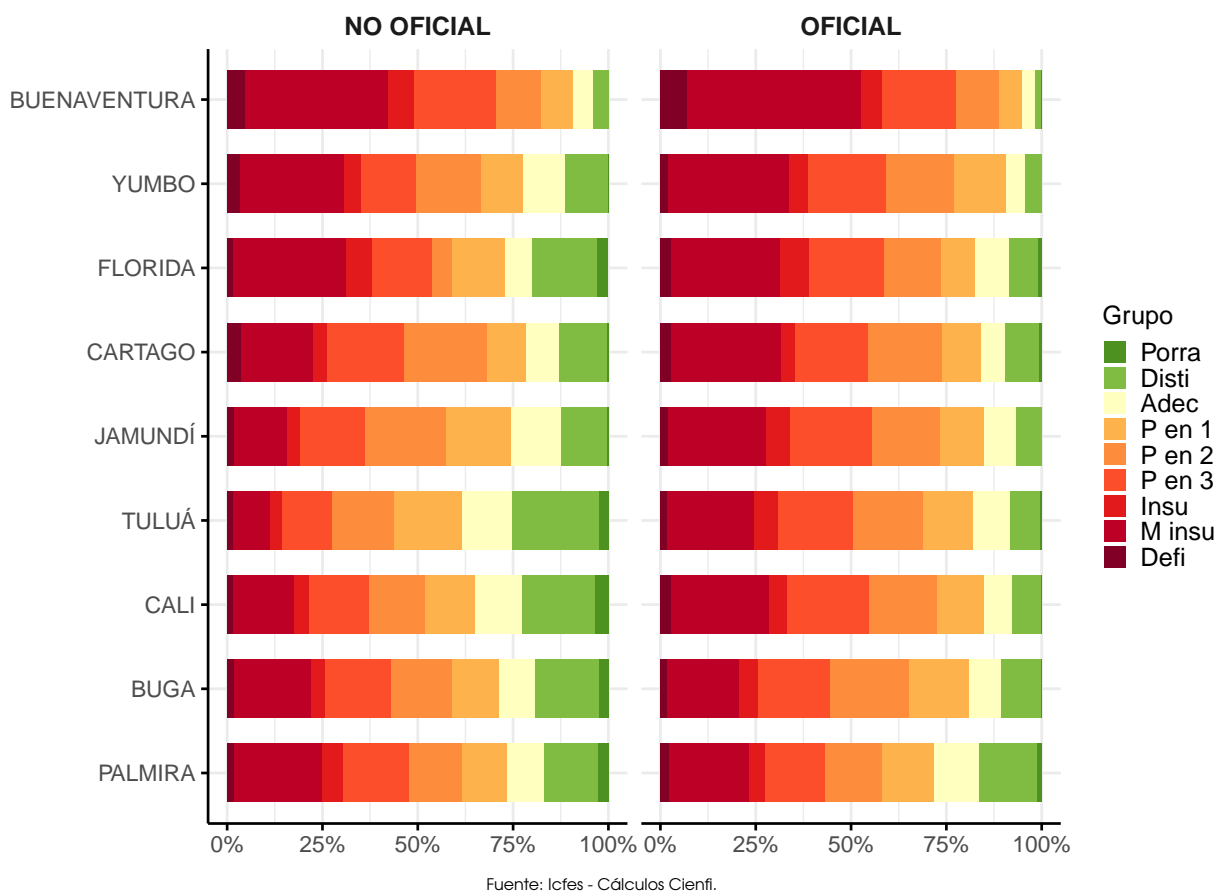 NO OFICIAL
OFICIAL
BUENAVENTURA
YUMBO
FLORIDA
CARTAGO
JAMUNDÍ
TULUÁ
CALI
BUGA
PALMIRA
0%
25%
50%
75%
100%
0%
25%
50%
75%
100%
Grupo
Porra
Disti
Adec
P en 1
P en 2
P en 3
Insu
M insu
Defi
Fuente: Icfes - Cálculos Cienfi.